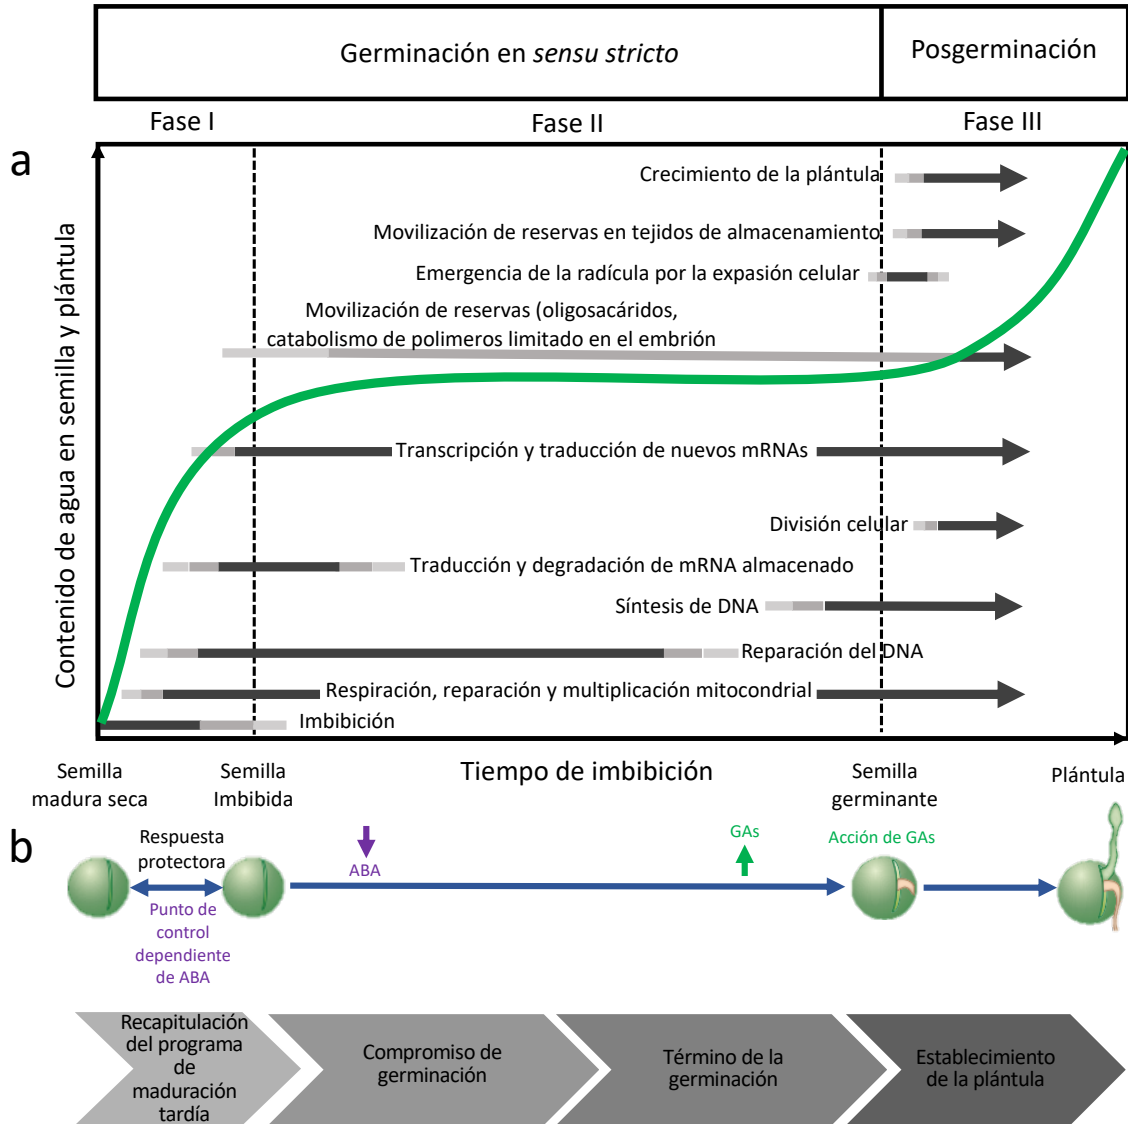 Germinación en sensu stricto
Posgerminación
Fase I
Fase II
Fase III
a
Contenido de agua en semilla y plántula
Crecimiento de la plántula
Movilización de reservas en tejidos de almacenamiento
Emergencia de la radícula por la expasión celular
Movilización de reservas (oligosacáridos,
catabolismo de polimeros limitado en el embrión
Transcripción y traducción de nuevos mRNAs
División celular
Traducción y degradación de mRNA almacenado
Síntesis de DNA
Reparación del DNA
Respiración, reparación y multiplicación mitocondrial
Imbibición
Semilla
madura seca
Semilla
Imbibida
Tiempo de imbibición
Semilla
germinante
Plántula
b
Respuesta
protectora
Punto de
control
dependiente
de ABA
ABA
GAs
Acción de GAs
Recapitulación
del programa
de
maduración
tardía
Compromiso de
germinación
Término de la
germinación
Establecimiento
de la plántula